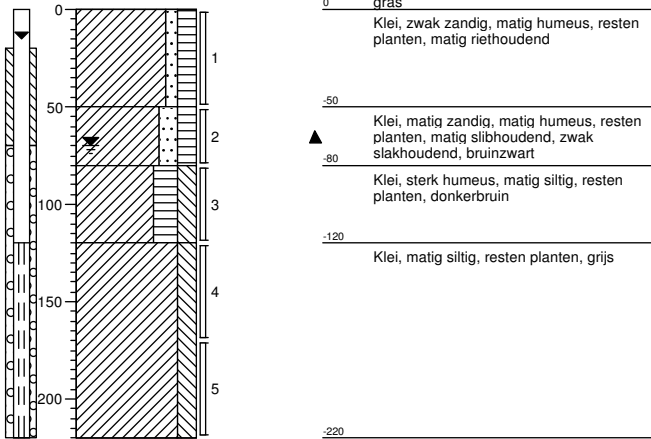 0
50
100
150
200
1
2
3
4
5
0
gras
Klei, zwak zandig, matig humeus, resten
planten, matig riethoudend
-50
Klei, matig zandig, matig humeus, resten
planten, matig slibhoudend, zwak
slakhoudend, bruinzwart
-80
Klei, sterk humeus, matig siltig, resten
planten, donkerbruin
-120
Klei, matig siltig, resten planten, grijs
-220